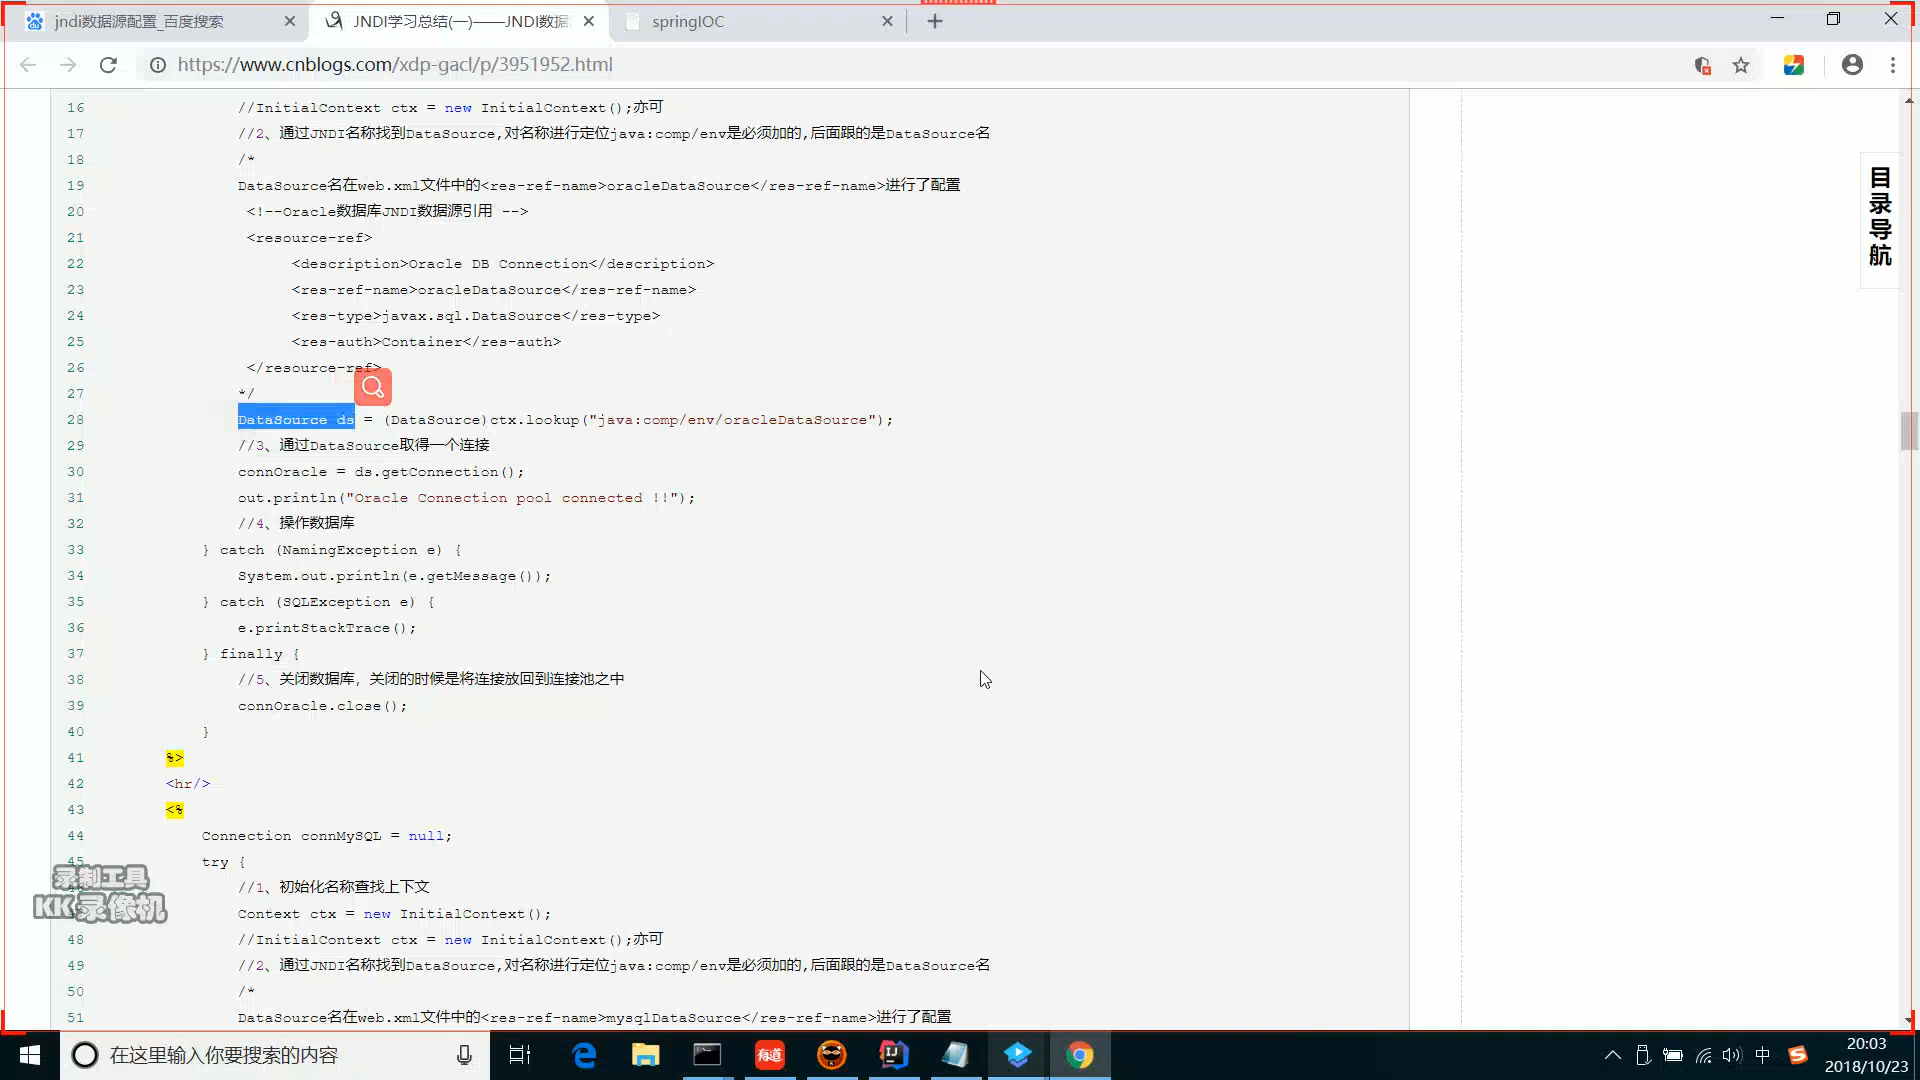 jndi数据源配置_百度搜索
JNDI学习总结(一)——JNDI数据
springIOC
https://www.cnblogs.com/xdp-gacl/p/3951952.html
16 //InitialContext ctx = new InitialContext();亦可
17 //2、通过JNDI名称找到DataSource,对名称进行定位java:comp/env是必须加的,后面跟的是DataSource名
18 /*
19 DataSource名在web.xml文件中的<res-ref-name>oracleDataSource</res-ref-name>进行了配置
20 <!--Oracle数据库JNDI数据源引用 -->
21 <resource-ref>
22 <description>Oracle DB Connection</description>
23 <res-ref-name>oracleDataSource</res-ref-name>
24 <res-type>javax.sql.DataSource</res-type>
25 <res-auth>Container</res-auth>
26 </resource-ref>
27 */
28 DataSource ds = (DataSource)ctx.lookup("java:comp/env/oracleDataSource");
29 //3、通过DataSource取得一个连接
30 connOracle = ds.getConnection();
31 out.println("Oracle Connection pool connected !!");
32 //4、操作数据库
33 } catch (NamingException e) {
34 System.out.println(e.getMessage());
35 } catch (SQLException e) {
36 e.printStackTrace();
37 } finally {
38 //5、关闭数据库，关闭的时候是将连接放回到连接池之中
39 connOracle.close();
40 }
41 %>
42 <hr/>
43 <%
44 Connection connMySQL = null;
45 try {
//1、初始化名称查找上下文
Context ctx = new InitialContext();
48 //InitialContext ctx = new InitialContext();亦可
49 //2、通过JNDI名称找到DataSource,对名称进行定位java:comp/env是必须加的,后面跟的是DataSource名
50 /*
51 DataSource名在web.xml文件中的<res-ref-name>mysqlDataSource</res-ref-name>进行了配置
目录导航
录制工具
KK录像机
在这里输入你要搜索的内容
有道
IJ
中
20:03
2018/10/23